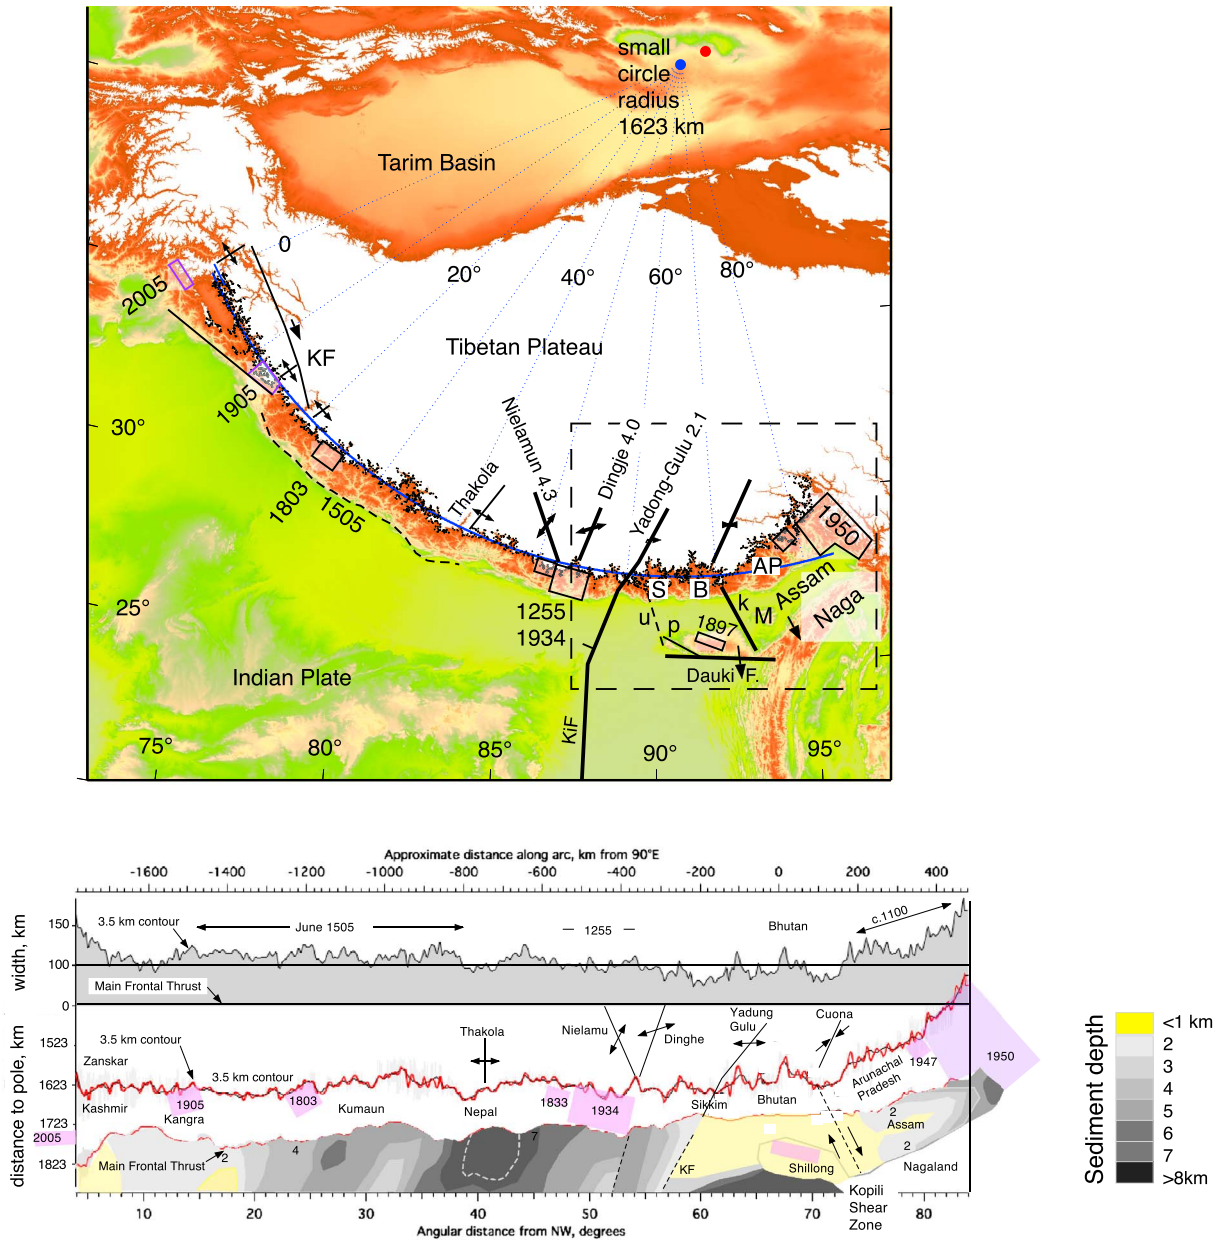 small
circle
radius
1623 km
Tarim Basin
0
20°
40°
60°
80°
2005
KF
Tibetan Plateau
1905
30°
1803
1505
Thakola
Nielamun 4.3
Dingje 4.0
Yadong-Gulu 2.1
1950
AP
S
B
Assam
Naga
25°
1255
1934
u
p
1897
k
M
Indian Plate
Dauki F.
KiF
75°
80°
85°
90°
95°
Approximate distance along arc, km from 90°E
-1600
-1400
-1200
-1000
-800
-600
-400
-200
0
200
400
width, km
150
100
0
3.5 km contour
June 1505
1255
Bhutan
c.1100
Main Frontal Thrust
distance to pole, km
1523
1623
1723
1823
2005
3.5 km contour
Zanskar
3.5 km contour
Kashmir
1905
Kangra
1803
Kumaun
Thakola
Nepal
Nielamu
Dinghe
Yadung
Gulu
Cuona
1833
1934
Sikkim
Bhutan
Arunachal
Pradesh
1947
1950
Main Frontal Thrust
2
4
7
KF
Shillong
2
Assam
2
Nagaland
Kopili
Shear
Zone
10
20
30
40
50
60
70
80
Angular distance from NW, degrees
Sediment depth
<1 km
2
3
4
5
6
7
>8km